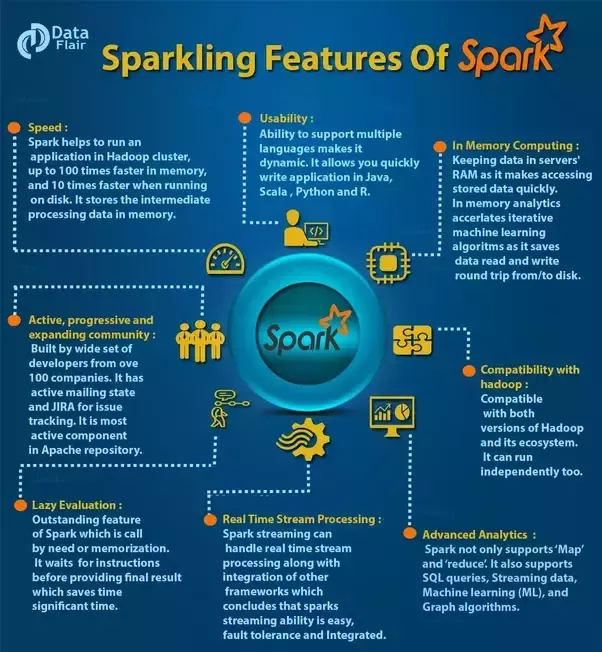 Data
Flair
Sparkling Features Of Spark
Speed :
Spark helps to run an
application in Hadoop cluster,
up to 100 times faster in memory,
and 10 times faster when running
on disk. It stores the intermediate
processing data in memory.
Usability :
Ability to support multiple
languages makes it
dynamic. It allows you quickly
write application in Java,
Scala , Python and R.
In Memory Computing :
Keeping data in servers'
RAM as it makes accessing
stored data quickly.
In memory analytics
accerlates iterative
machine learning
algoritms as it saves
data read and write
round trip from/to disk.
Active, progressive and
expanding community :
Built by wide set of
developers from ove
100 companies. It has
active mailing state
and JIRA for issue
tracking. It is most
active component
in Apache repository.
Spark
Compatibility with
hadoop :
Compatible
with both
versions of Hadoop
and its ecosystem.
It can run
independently too.
Lazy Evaluation :
Outstanding feature
of Spark which is call
by need or memorization.
It waits for instructions
before providing final result
which saves time
significant time.
Real Time Stream Processing :
Spark streaming can
handle real time stream
processing along with
integration of other
frameworks which
concludes that sparks
streaming ability is easy,
fault tolerance and Integrated.
Advanced Analytics :
Spark not only supports ‘Map’
and ‘reduce’. It also supports
SQL queries, Streaming data,
Machine learning (ML), and
Graph algorithms.